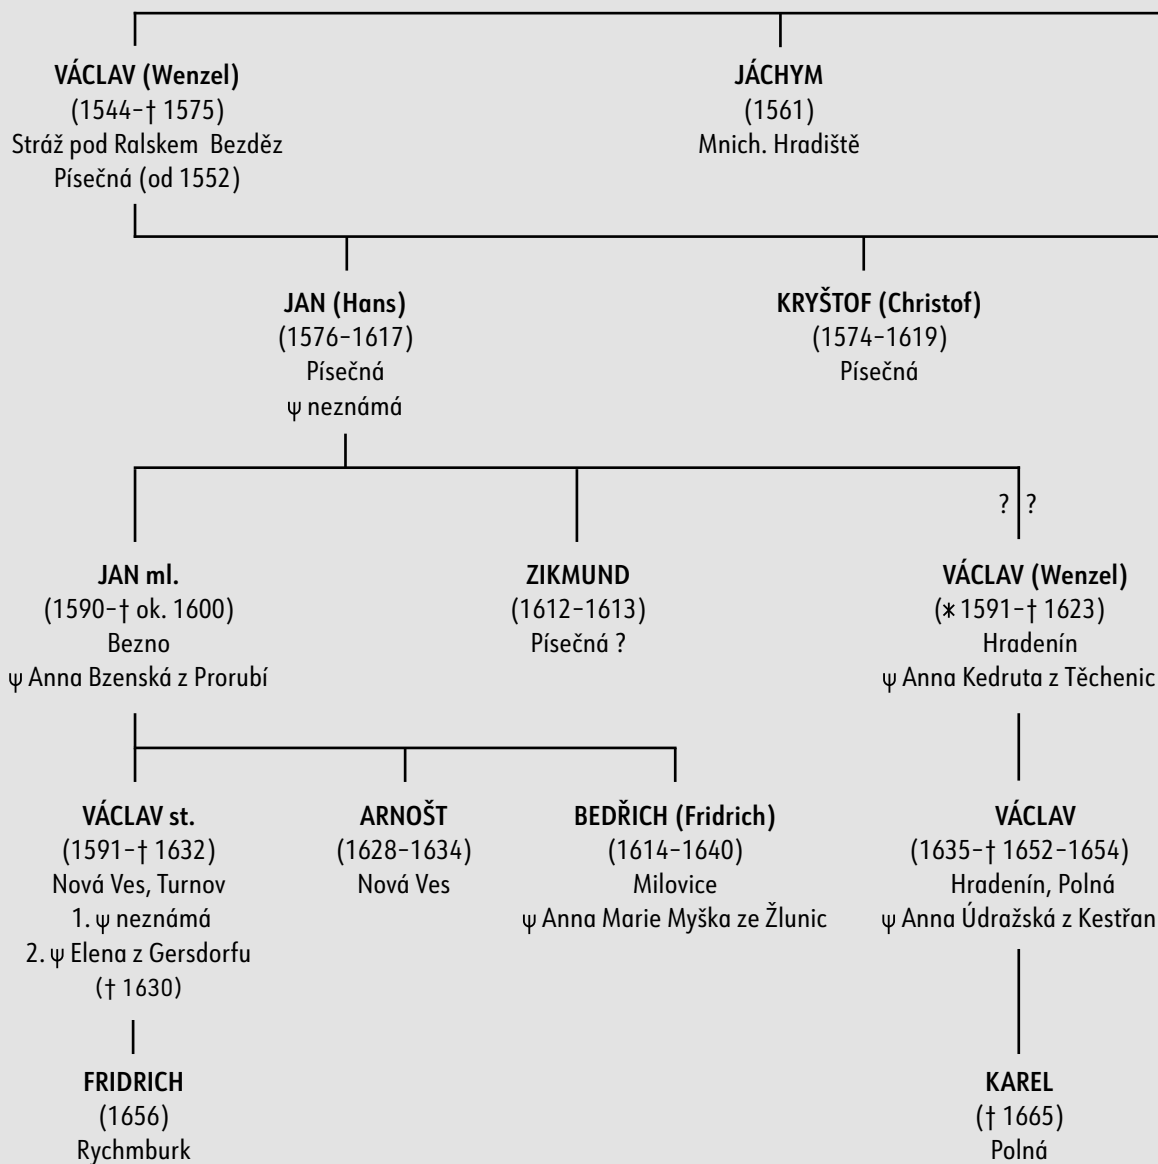 VÁCLAV (Wenzel)
(1544–† 1575)
Stráž pod Ralskem  Bezděz
Písečná (od 1552)
JÁCHYM
(1561)
Mnich. Hradiště
JAN (Hans)
(1576–1617)
Písečná
ψ neznámá
KRYŠTOF (Christof)
(1574–1619)
Písečná
JAN ml.
(1590–† ok. 1600)
Bezno
ψ Anna Bzenská z Prorubí
ZIKMUND
(1612–1613)
Písečná ?
? ?
VÁCLAV (Wenzel)
(* 1591–† 1623)
Hradenín
ψ Anna Kedruta z Těchenic
VÁCLAV st.
(1591–† 1632)
Nová Ves, Turnov
1. ψ neznámá
2. ψ Elena z Gersdorfu
(† 1630)
ARNOŠT
(1628–1634)
Nová Ves
BEDŘICH (Fridrich)
(1614–1640)
Milovice
ψ Anna Marie Myška ze Žlunic
VÁCLAV
(1635–† 1652–1654)
Hradenín, Polná
ψ Anna Údražská z Kestřan
FRIDRICH
(1656)
Rychmburk
KAREL
(† 1665)
Polná